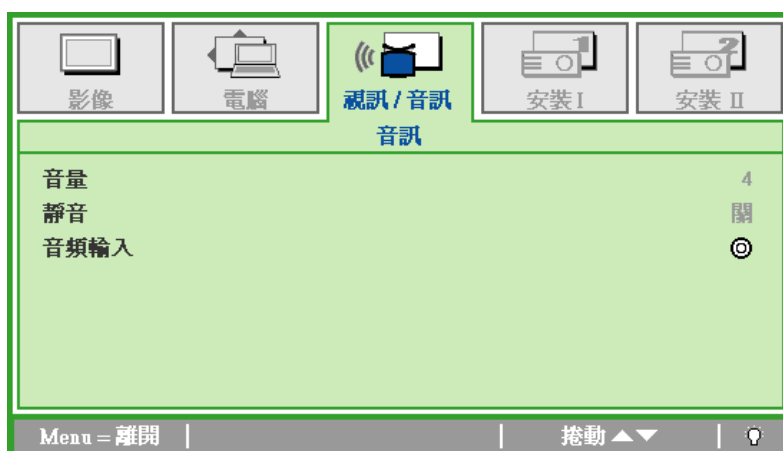 影像
電腦
視訊 / 音訊
安裝 I
安裝 II
音訊
音量 4
靜音 關
音頻輸入
Menu = 離開 捲動